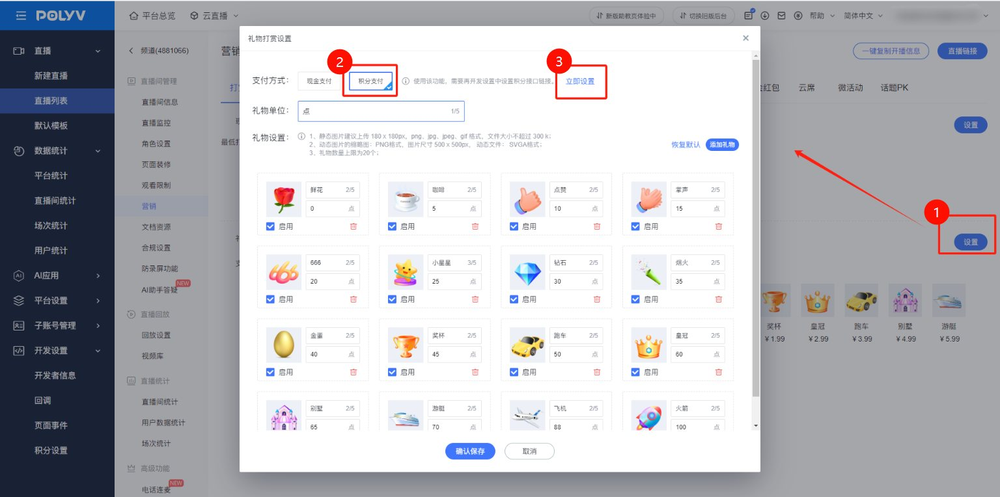 POLYV
平台总览
云直播
新版助教页体验中
切换旧版后台
帮助
简体中文
直播
新建直播
直播列表
默认模板
数据统计
平台统计
直播间统计
场次统计
用户统计
AI应用
平台设置
子账号管理
开发设置
开发者信息
回调
页面事件
积分设置
频道(4881066)
直播间管理
直播间信息
直播监控
角色设置
页面装修
观看限制
营销
文档资源
合规设置
防录屏功能
AI助手答疑
NEW
直播回放
回放设置
视频库
直播统计
直播间统计
用户数据统计
场次统计
高级功能
电话连麦
NEW
营销
一键复制开播信息
直播链接
红包
云席
微活动
话题PK
设置
最低
1
设置
奖杯
皇冠
跑车
别墅
游艇
¥1.99
¥2.99
¥3.99
¥4.99
¥5.99
礼物打赏设置
2
3
支付方式：
现金支付
积分支付
使用该功能，需要再开发设置中设置积分接口链接。
立即设置
礼物单位：
点
1/5
礼物设置：
1、静态图片建议上传 180 x 180px，png、jpg、jpeg、gif 格式，文件大小不超过 300 k；
2、动态图片的缩略图：PNG格式，图片尺寸 500 x 500px， 动态文件： SVGA格式；
3、礼物数量上限为20个；
恢复默认
添加礼物
鲜花 2/5
0 点
启用
咖啡 2/5
5 点
启用
点赞 2/5
10 点
启用
掌声 2/5
15 点
启用
666 2/5
20 点
启用
小星星 3/5
25 点
启用
钻石 2/5
30 点
启用
烟火 2/5
35 点
启用
金蛋 2/5
40 点
启用
奖杯 2/5
45 点
启用
跑车 2/5
50 点
启用
皇冠 2/5
60 点
启用
别墅 2/5
65 点
游艇 2/5
70 点
飞机 2/5
88 点
火箭 2/5
100 点
确认保存
取消